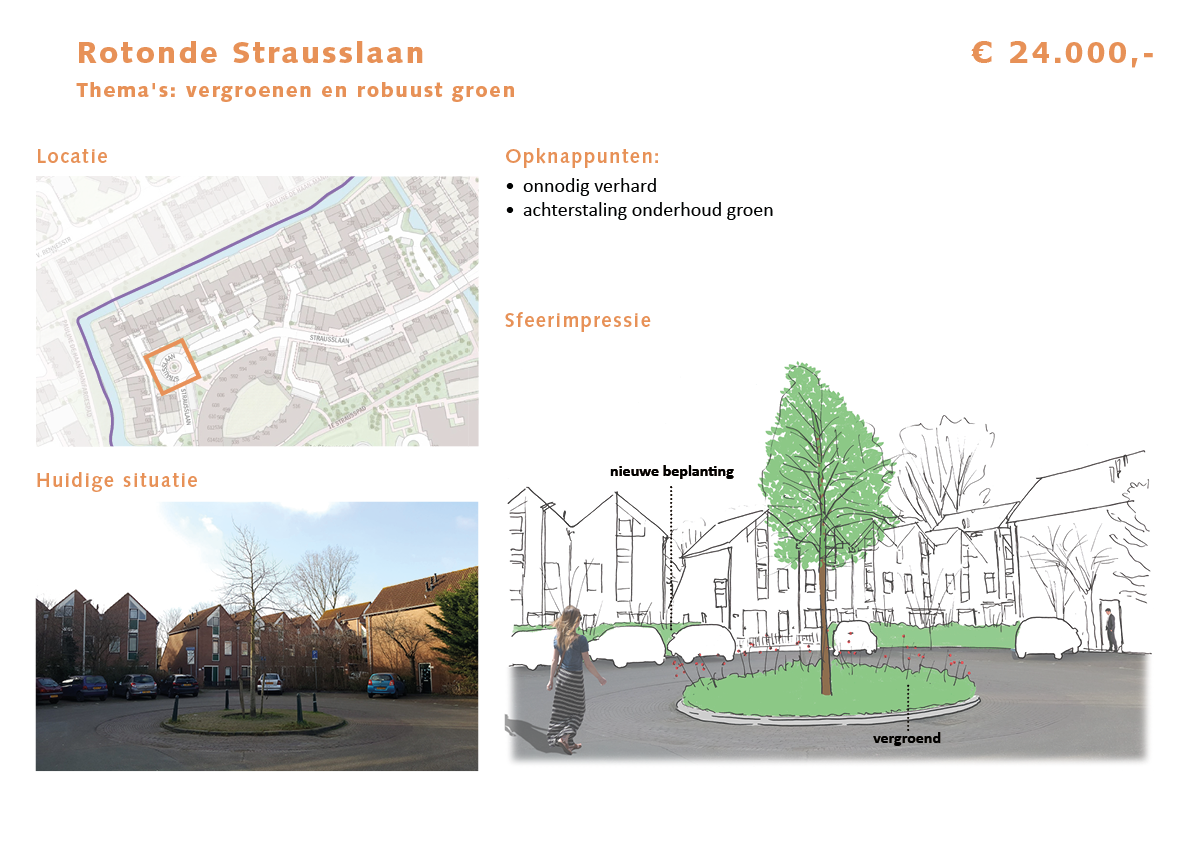 Rotonde Strausslaan
€ 24.000,-
Thema's: vergroenen en robuust groen
Locatie
STRAUSSLAAN
STRAUSSLAAN
Huidige situatie
Opknappunten:
• onnodig verhard
• achterstaling onderhoud groen
Sfeerimpressie
nieuwe beplanting
vergroend